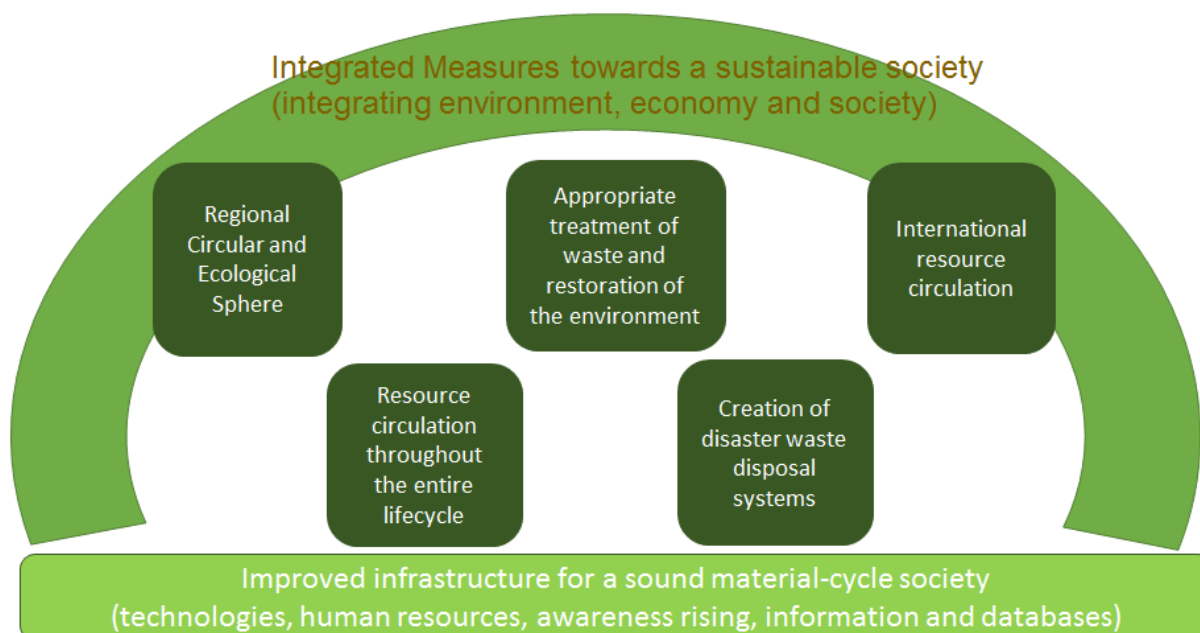 Integrated Measures towards a sustainable society
(integrating environment, economy and society)
Regional
Circular and
Ecological
Sphere
Appropriate
treatment of
waste and
restoration of
the environment
International
resource
circulation
Resource
circulation
throughout
the entire
lifecycle
Creation of
disaster waste
disposal
systems
Improved infrastructure for a sound material-cycle society
(technologies, human resources, awareness rising, information and databases)